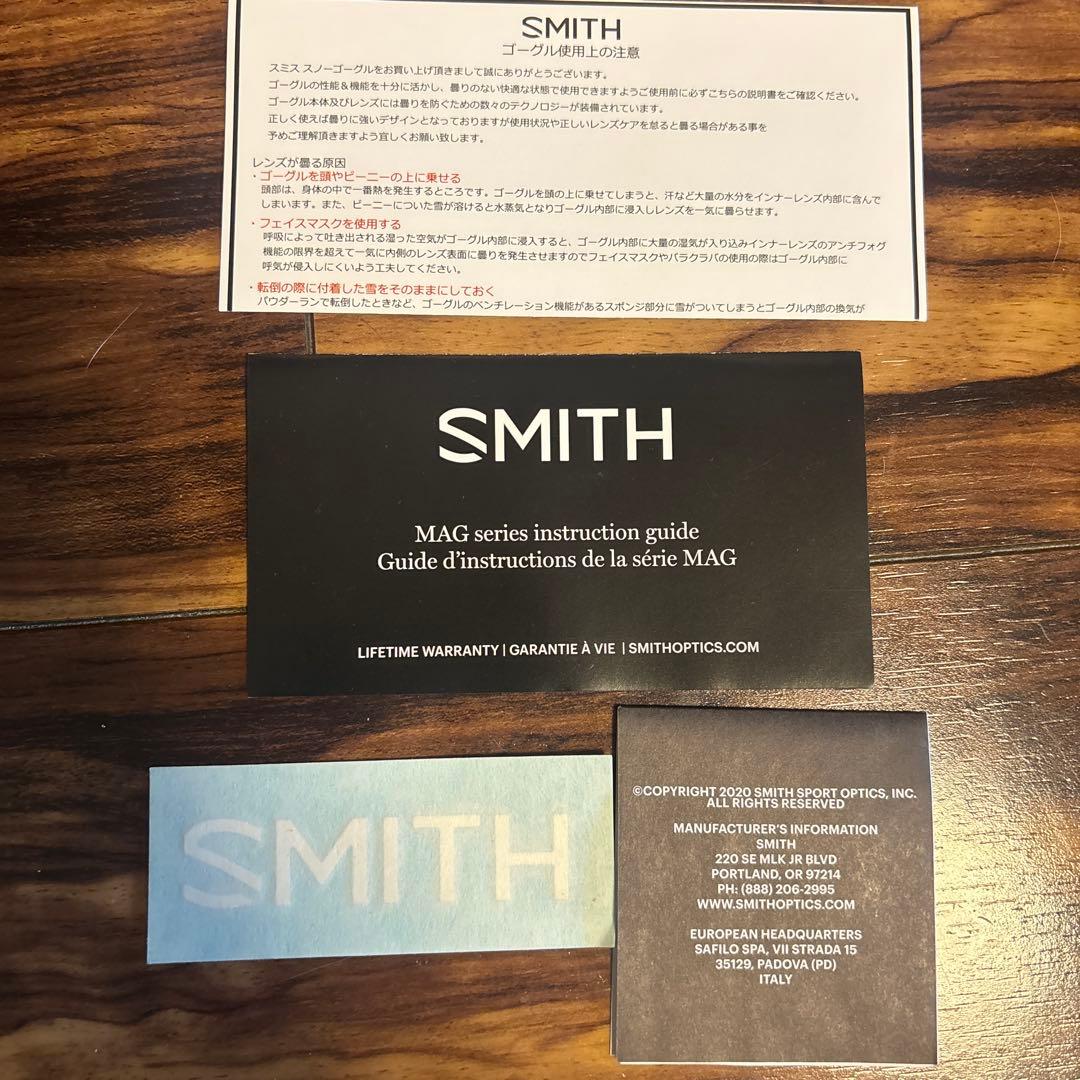 SMITH
ゴーグル使用上の注意
スミス スノーゴーグルをお買い上げ頂きまして誠にありがとうございます。
ゴーグルの性能＆機能を十分に活かし、曇りのない快適な状態で使用できますようご使用前に必ずこちらの説明書をご確認ください。
ゴーグル本体及びレンズには曇りを防ぐための数々のテクノロジーが装備されています。
正しく使えば曇りに強いデザインとなっておりますが使用状況や正しいレンズケアを怠ると曇る場合がある事を
予めご理解頂きますよう宜しくお願い致します。
レンズが曇る原因
・ゴーグルを頭やビーニーの上に乗せる
頭部は、身体の中で一番熱を発生するところです。ゴーグルを頭の上に乗せてしまうと、汗など大量の水分をインナーレンズ内部に含んで
しまいます。また、ビーニーについた雪が溶けると水蒸気となりゴーグル内部に浸入しレンズを一気に曇らせます。
・フェイスマスクを使用する
呼吸によって吐き出される湿った空気がゴーグル内部に浸入すると、ゴーグル内部に大量の湿気が入り込みインナーレンズのアンチフォグ
機能の限界を超えて一気に内側のレンズ表面に曇りを発生させますのでフェイスマスクやバラクラバの使用の際はゴーグル内部に
呼気が侵入しにくいよう工夫してください。
・転倒の際に付着した雪をそのままにしておく
パウダーランで転倒したときなど、ゴーグルのベンチレーション機能があるスポンジ部分に雪がついてしまうとゴーグル内部の換気が
SMITH
MAG series instruction guide
Guide d'instructions de la série MAG
LIFETIME WARRANTY | GARANTIE À VIE | SMITHOPTICS.COM
SMITH
©COPYRIGHT 2020 SMITH SPORT OPTICS, INC.
ALL RIGHTS RESERVED
MANUFACTURER'S INFORMATION
SMITH
220 SE MLK JR BLVD
PORTLAND, OR 97214
PH: (888) 206-2995
WWW.SMITHOPTICS.COM
EUROPEAN HEADQUARTERS
SAFILO SPA, VII STRADA 15
35129, PADOVA (PD)
ITALY